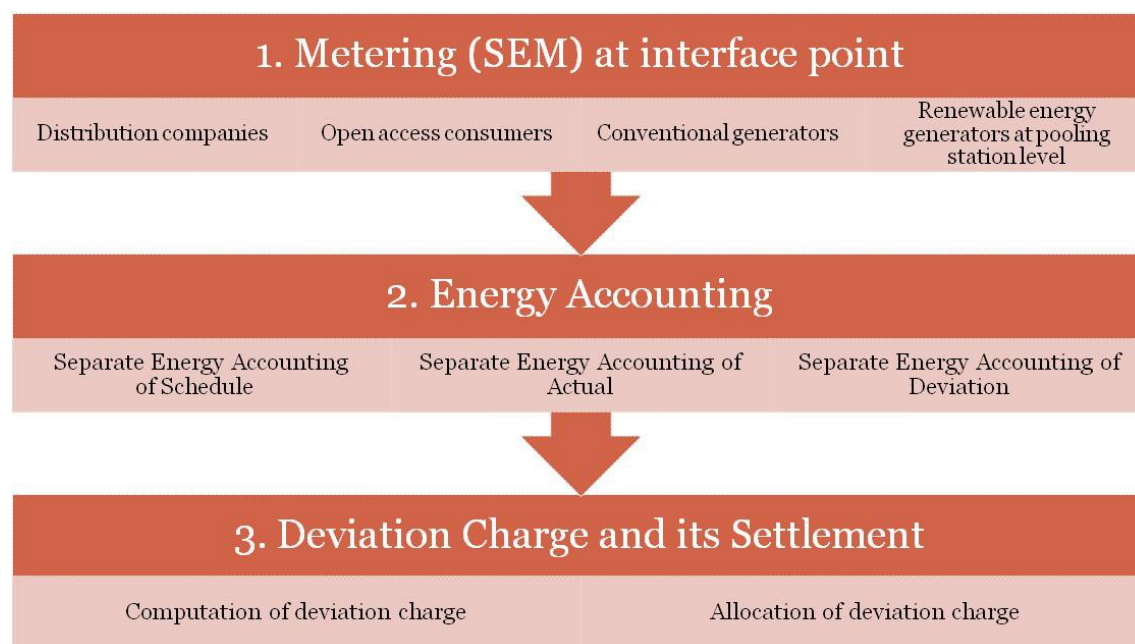 1. Metering (SEM) at interface point
Distribution companies
Open access consumers
Conventional generators
Renewable energy
generators at pooling
station level
2. Energy Accounting
Separate Energy Accounting
of Schedule
Separate Energy Accounting of
Actual
Separate Energy Accounting of
Deviation
3. Deviation Charge and its Settlement
Computation of deviation charge
Allocation of deviation charge